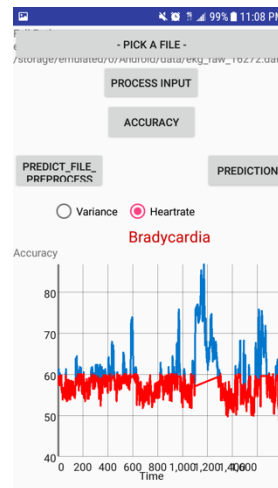 99% 11:08 PM
- PICK A FILE -
/storage/emulated/0/Android/data/ekg_raw_16272.dat
PROCESS INPUT
ACCURACY
PREDICT_FILE_
PREPROCESS
PREDICTION
Variance Heartrate
Bradycardia
Accuracy
80
70
60
50
40
0 200 400 600 800 1,000 1,200 1,400 1,600
Time